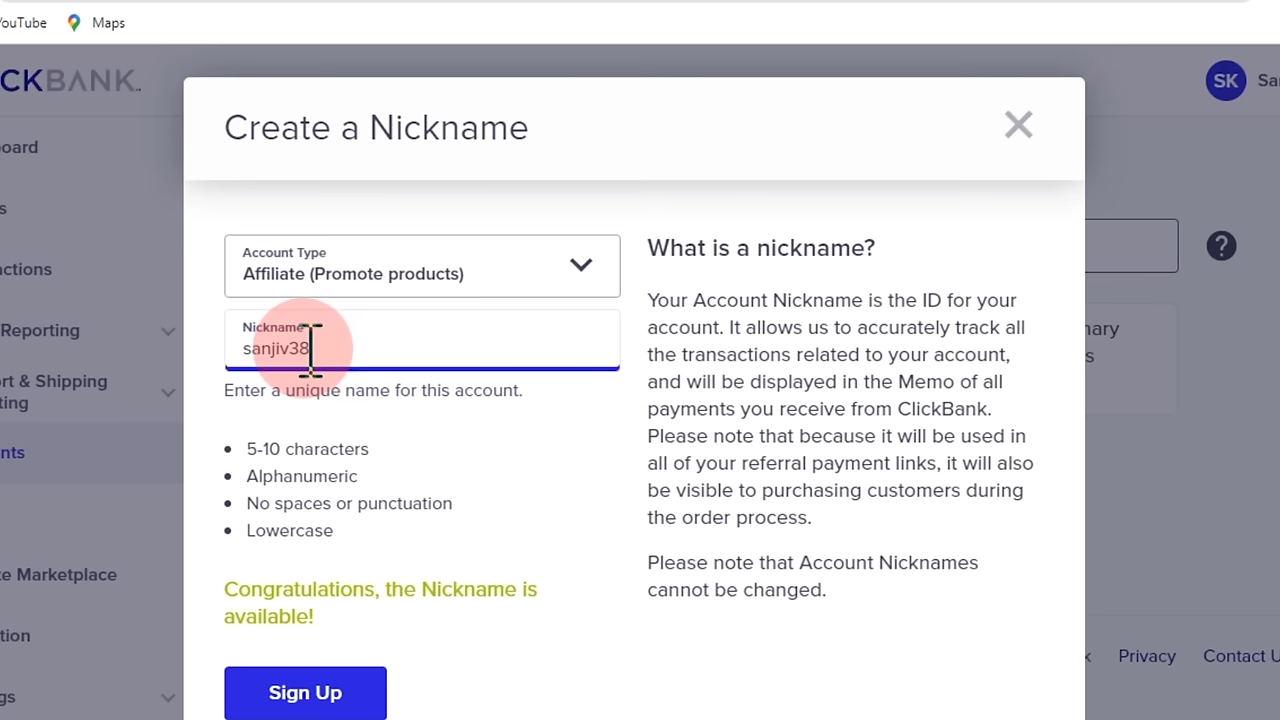 YouTube Maps
CKBANK
SK Sa
Create a Nickname
oard
s
actions
Reporting
rt & Shipping
ting
nts
te Marketplace
tion
gs
Account Type
Affiliate (Promote products)
Nickname
sanjiv38
Enter a unique name for this account.
• 5-10 characters
• Alphanumeric
• No spaces or punctuation
• Lowercase
Congratulations, the Nickname is
available!
Sign Up
What is a nickname?
Your Account Nickname is the ID for your
account. It allows us to accurately track all
the transactions related to your account,
and will be displayed in the Memo of all
payments you receive from ClickBank.
Please note that because it will be used in
all of your referral payment links, it will also
be visible to purchasing customers during
the order process.
Please note that Account Nicknames
cannot be changed.
?
mary
s
k Privacy Contact U